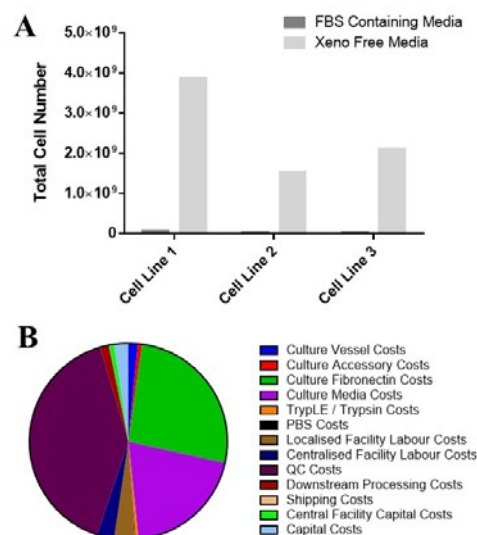 A
FBS Containing Media
Xeno Free Media
Total Cell Number
5.0×10⁹
4.0×10⁹
3.0×10⁹
2.0×10⁹
1.0×10⁹
0
Cell Line 1
Cell Line 2
Cell Line 3
B
Culture Vessel Costs
Culture Accessory Costs
Culture Fibronectin Costs
Culture Media Costs
TrypLE / Trypsin Costs
PBS Costs
Localised Facility Labour Costs
Centralised Facility Labour Costs
QC Costs
Downstream Processing Costs
Shipping Costs
Central Facility Capital Costs
Capital Costs